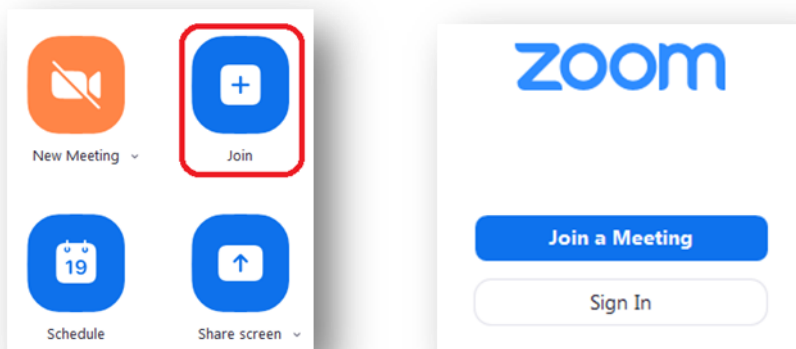 New Meeting
Join
19
Schedule
Share screen
zoom
Join a Meeting
Sign In